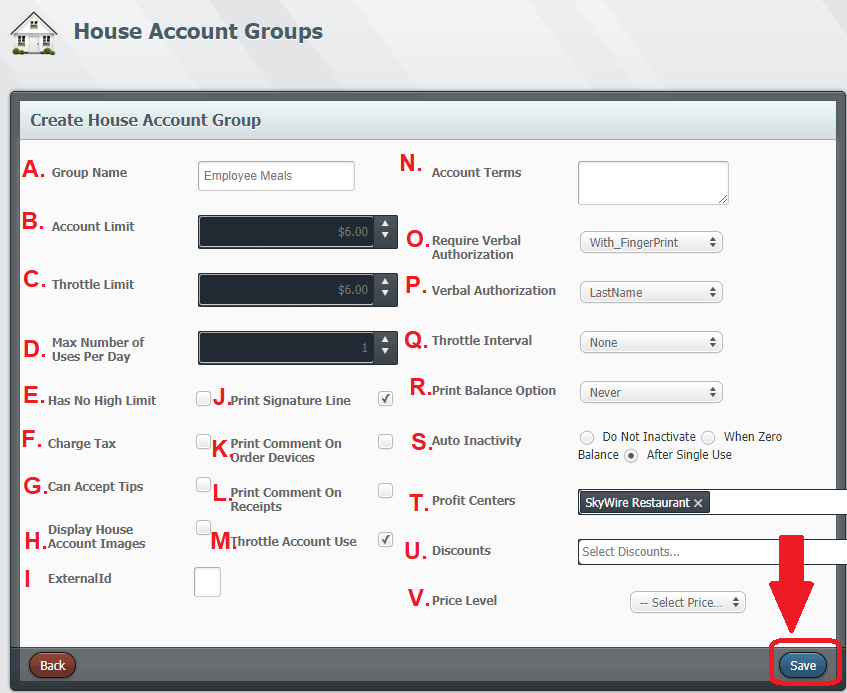 House Account Groups
Create House Account Group
A. Group Name
Employee Meals
B. Account Limit
$6.00
C. Throttle Limit
$6.00
D. Max Number of
Uses Per Day
1
E. Has No High Limit
F. Charge Tax
G. Can Accept Tips
H. Display House
Account Images
I ExternalId
J. Print Signature Line
K. Print Comment On
Order Devices
L. Print Comment On
Receipts
M. Throttle Account Use
N. Account Terms
O. Require Verbal
Authorization
With_FingerPrint
P. Verbal Authorization
LastName
Q. Throttle Interval
None
R. Print Balance Option
Never
S. Auto Inactivity
Do Not Inactivate When Zero
Balance After Single Use
T. Profit Centers
SkyWire Restaurant ×
U. Discounts
Select Discounts...
V. Price Level
-- Select Price...
Back
Save